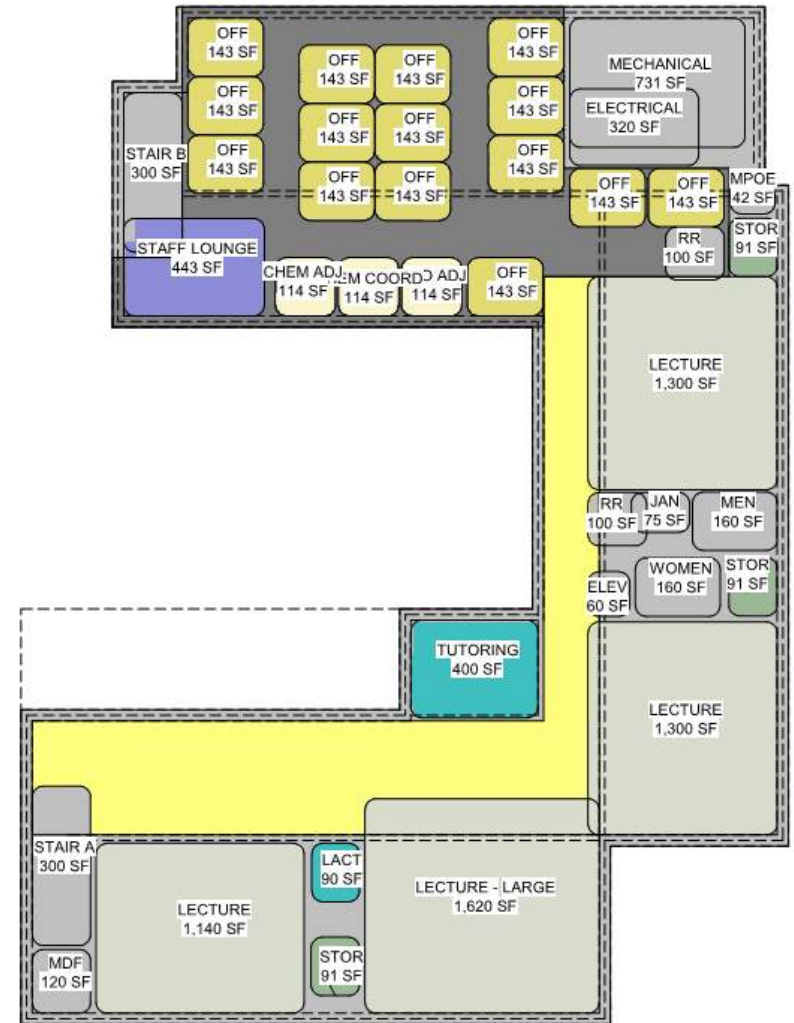 OFF
143 SF
OFF
143 SF
OFF
143 SF
OFF
143 SF
MECHANICAL
731 SF
OFF
143 SF
OFF
143 SF
OFF
143 SF
OFF
143 SF
ELECTRICAL
320 SF
STAIR B
300 SF
OFF
143 SF
OFF
143 SF
OFF
143 SF
OFF
143 SF
OFF
143 SF
OFF
143 SF
MPOE
42 SF
STAFF LOUNGE
443 SF
RR
100 SF
STOR
91 SF
CHEM ADJ
114 SF
EM COORD
114 SF
ADJ
114 SF
OFF
143 SF
LECTURE
1,300 SF
RR
100 SF
JAN
75 SF
MEN
160 SF
ELEV
60 SF
WOMEN
160 SF
STOR
91 SF
TUTORING
400 SF
LECTURE
1,300 SF
STAIR A
300 SF
LECTURE
1,140 SF
LACT
90 SF
LECTURE - LARGE
1,620 SF
MDF
120 SF
STOR
91 SF